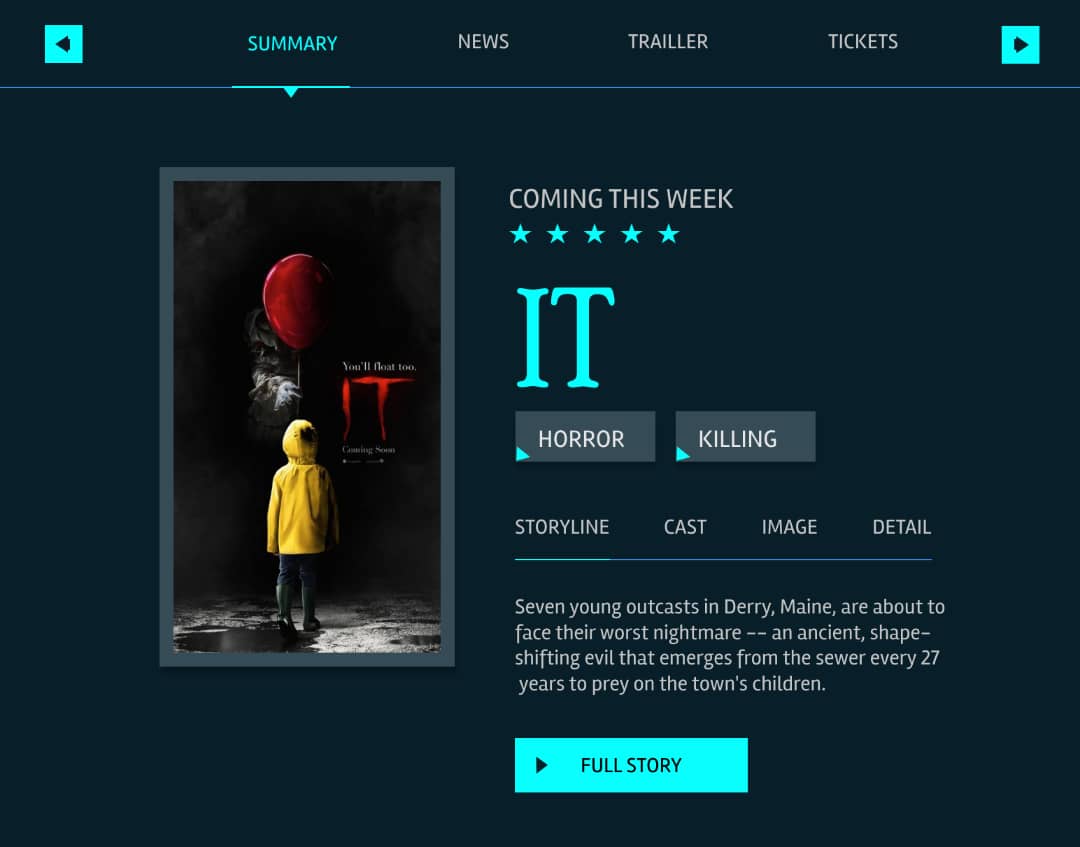 SUMMARY NEWS TRAILLER TICKETS
You'll float too.
IT
Coming Soon
COMING THIS WEEK
IT
HORROR KILLING
STORYLINE CAST IMAGE DETAIL
Seven young outcasts in Derry, Maine, are about to
face their worst nightmare -- an ancient, shape-
shifting evil that emerges from the sewer every 27
years to prey on the town's children.
FULL STORY